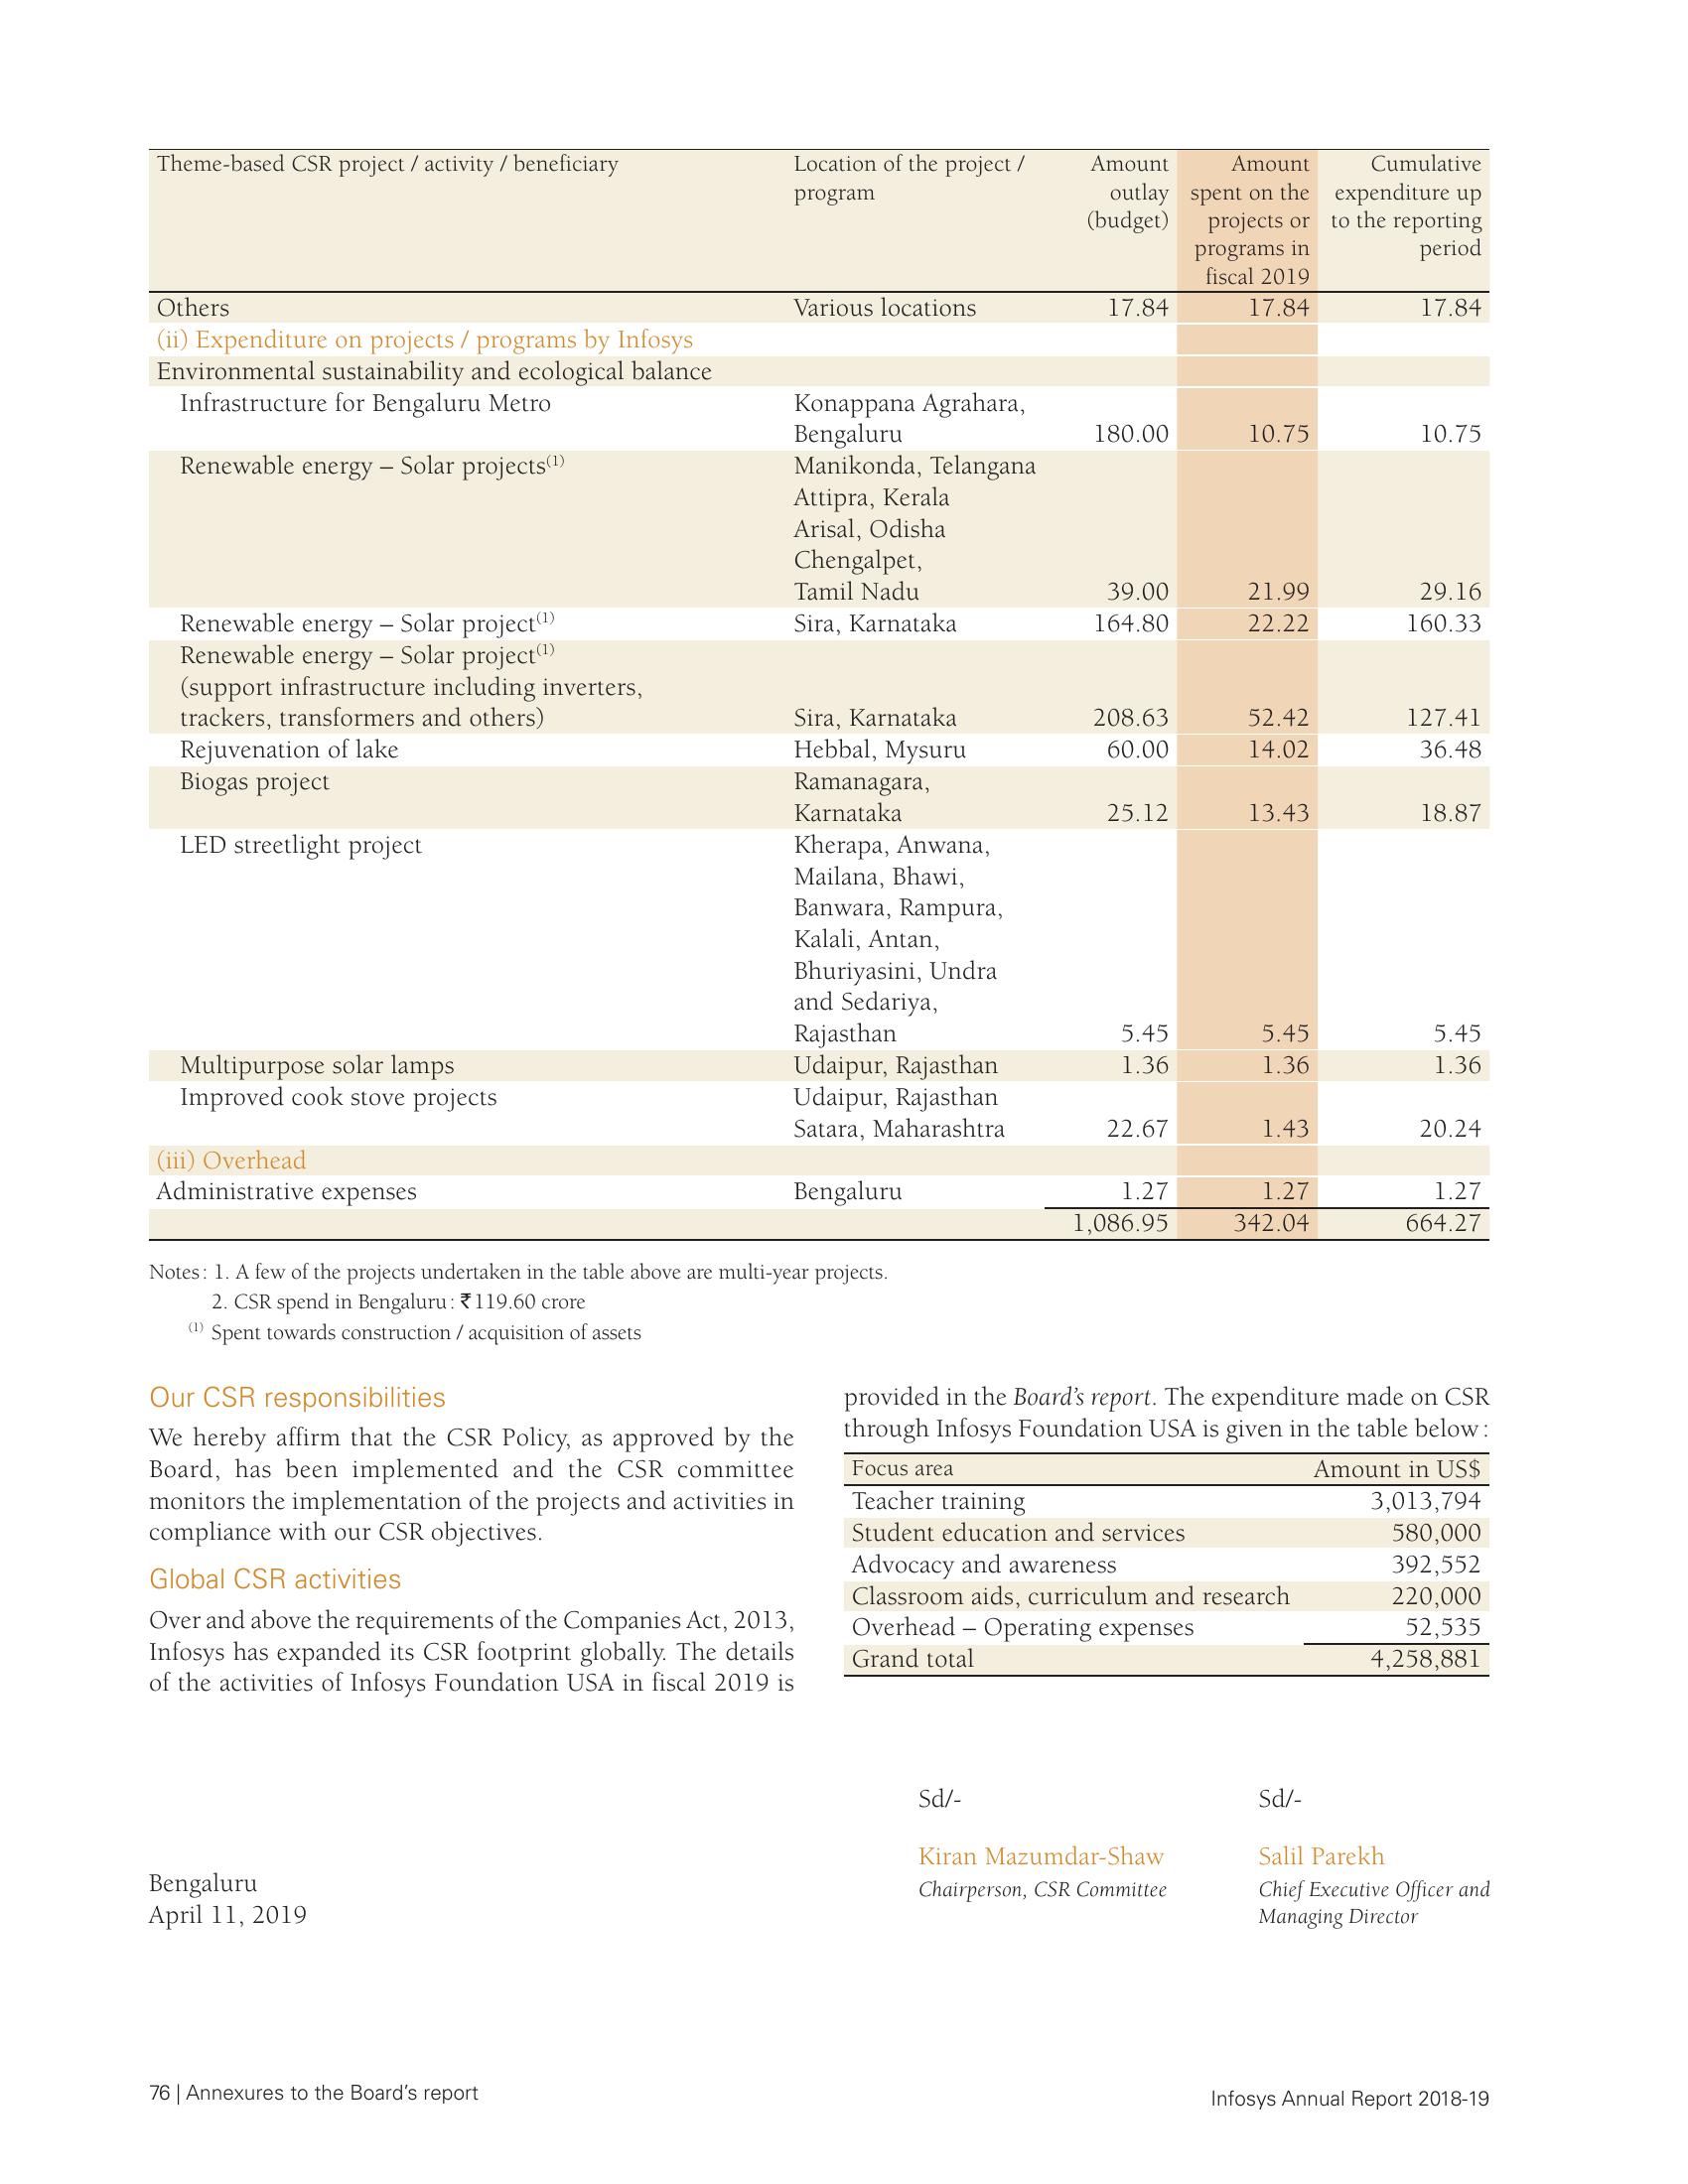 Theme-based CSR project / activity / beneficiary Location of the project / program Amount outlay (budget) Amount spent on the projects or programs in fiscal 2019 Cumulative expenditure up to the reporting period
Others Various locations 17.84 17.84 17.84
(ii) Expenditure on projects / programs by Infosys
Environmental sustainability and ecological balance
Infrastructure for Bengaluru Metro Konappana Agrahara,
Bengaluru 180.00 10.75 10.75
Renewable energy – Solar projects(1) Manikonda, Telangana
Attipra, Kerala
Arisal, Odisha
Chengalpet,
Tamil Nadu 39.00 21.99 29.16
Renewable energy – Solar project(1) Sira, Karnataka 164.80 22.22 160.33
Renewable energy – Solar project(1)
(support infrastructure including inverters,
trackers, transformers and others) Sira, Karnataka 208.63 52.42 127.41
Rejuvenation of lake Hebbal, Mysuru 60.00 14.02 36.48
Biogas project Ramanagara,
Karnataka 25.12 13.43 18.87
LED streetlight project Kherapa, Anwana,
Mailana, Bhawi,
Banwara, Rampura,
Kalali, Antan,
Bhuriyasini, Undra
and Sedariya,
Rajasthan 5.45 5.45 5.45
Multipurpose solar lamps Udaipur, Rajasthan 1.36 1.36 1.36
Improved cook stove projects Udaipur, Rajasthan
Satara, Maharashtra 22.67 1.43 20.24
(iii) Overhead
Administrative expenses Bengaluru 1.27 1.27 1.27
1,086.95 342.04 664.27
Notes: 1. A few of the projects undertaken in the table above are multi-year projects.
2. CSR spend in Bengaluru: ₹119.60 crore
(1) Spent towards construction / acquisition of assets
Our CSR responsibilities
We hereby affirm that the CSR Policy, as approved by the
Board, has been implemented and the CSR committee
monitors the implementation of the projects and activities in
compliance with our CSR objectives.
Global CSR activities
Over and above the requirements of the Companies Act, 2013,
Infosys has expanded its CSR footprint globally. The details
of the activities of Infosys Foundation USA in fiscal 2019 is
provided in the Board's report. The expenditure made on CSR
through Infosys Foundation USA is given in the table below:
Focus area Amount in US$
Teacher training 3,013,794
Student education and services 580,000
Advocacy and awareness 392,552
Classroom aids, curriculum and research 220,000
Overhead – Operating expenses 52,535
Grand total 4,258,881
Sd/- Sd/-
Kiran Mazumdar-Shaw Salil Parekh
Chairperson, CSR Committee Chief Executive Officer and
Managing Director
Bengaluru
April 11, 2019
76 | Annexures to the Board's report Infosys Annual Report 2018-19